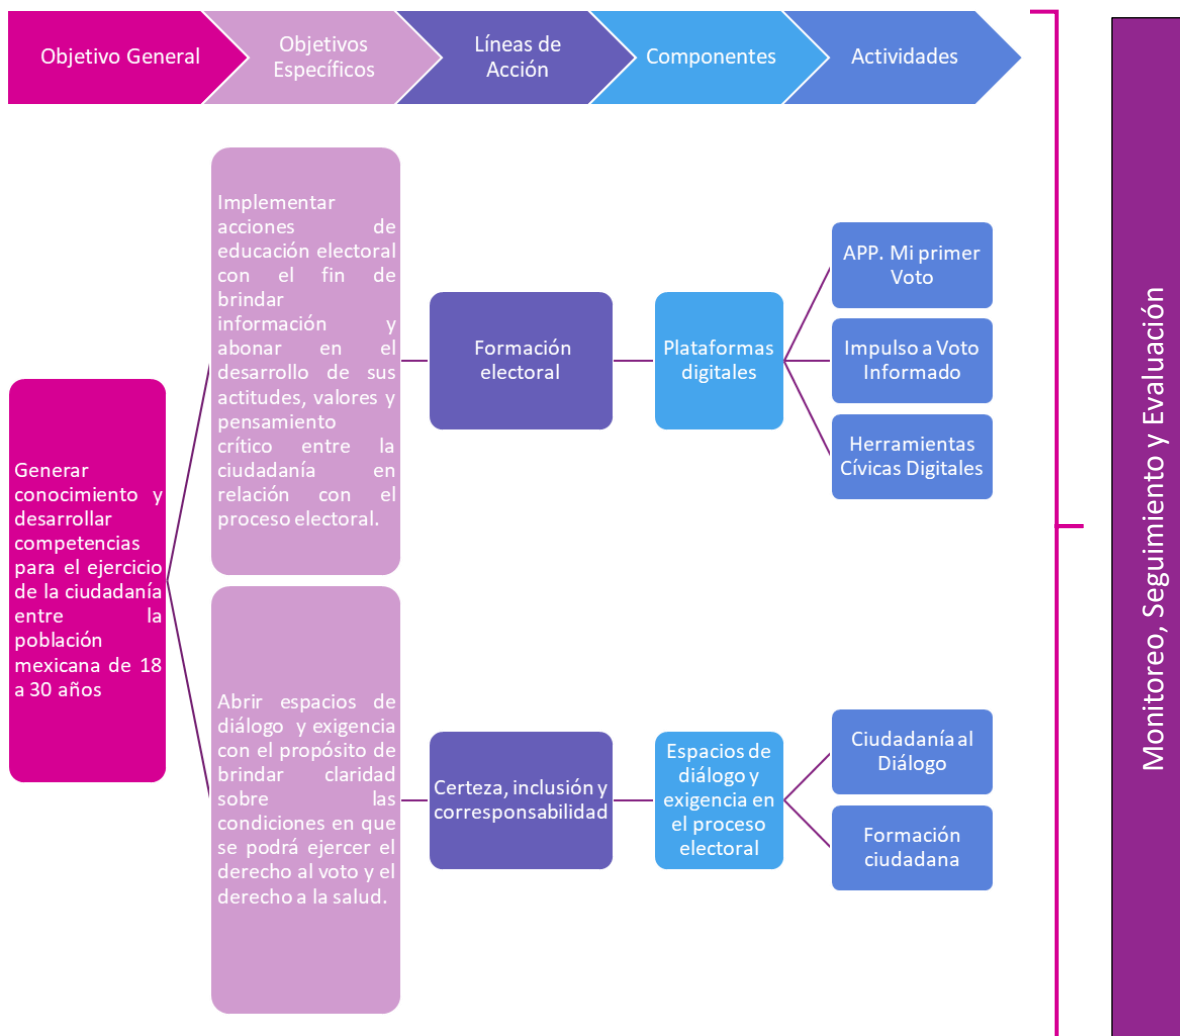 Objetivo General
Objetivos
Específicos
Líneas de
Acción
Componentes
Actividades
Generar
conocimiento y
desarrollar
competencias
para el ejercicio
de la ciudadanía
entre la
población
mexicana de 18
a 30 años
Implementar
acciones de
educación electoral
con el fin de
brindar
información y
abonar en el
desarrollo de sus
actitudes, valores y
pensamiento
crítico entre la
ciudadanía en
relación con el
proceso electoral.
Formación
electoral
Plataformas
digitales
APP. Mi primer
Voto
Impulso a Voto
Informado
Herramientas
Cívicas Digitales
Abrir espacios de
diálogo y exigencia
con el propósito de
brindar claridad
sobre las
condiciones en que
se podrá ejercer el
derecho al voto y el
derecho a la salud.
Certeza, inclusión y
corresponsabilidad
Espacios de
diálogo y
exigencia en
el proceso
electoral
Ciudadanía al
Diálogo
Formación
ciudadana
Monitoreo, Seguimiento y Evaluación